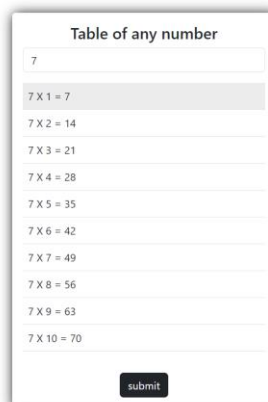 Table of any number
7
7 X 1 = 7
7 X 2 = 14
7 X 3 = 21
7 X 4 = 28
7 X 5 = 35
7 X 6 = 42
7 X 7 = 49
7 X 8 = 56
7 X 9 = 63
7 X 10 = 70
submit